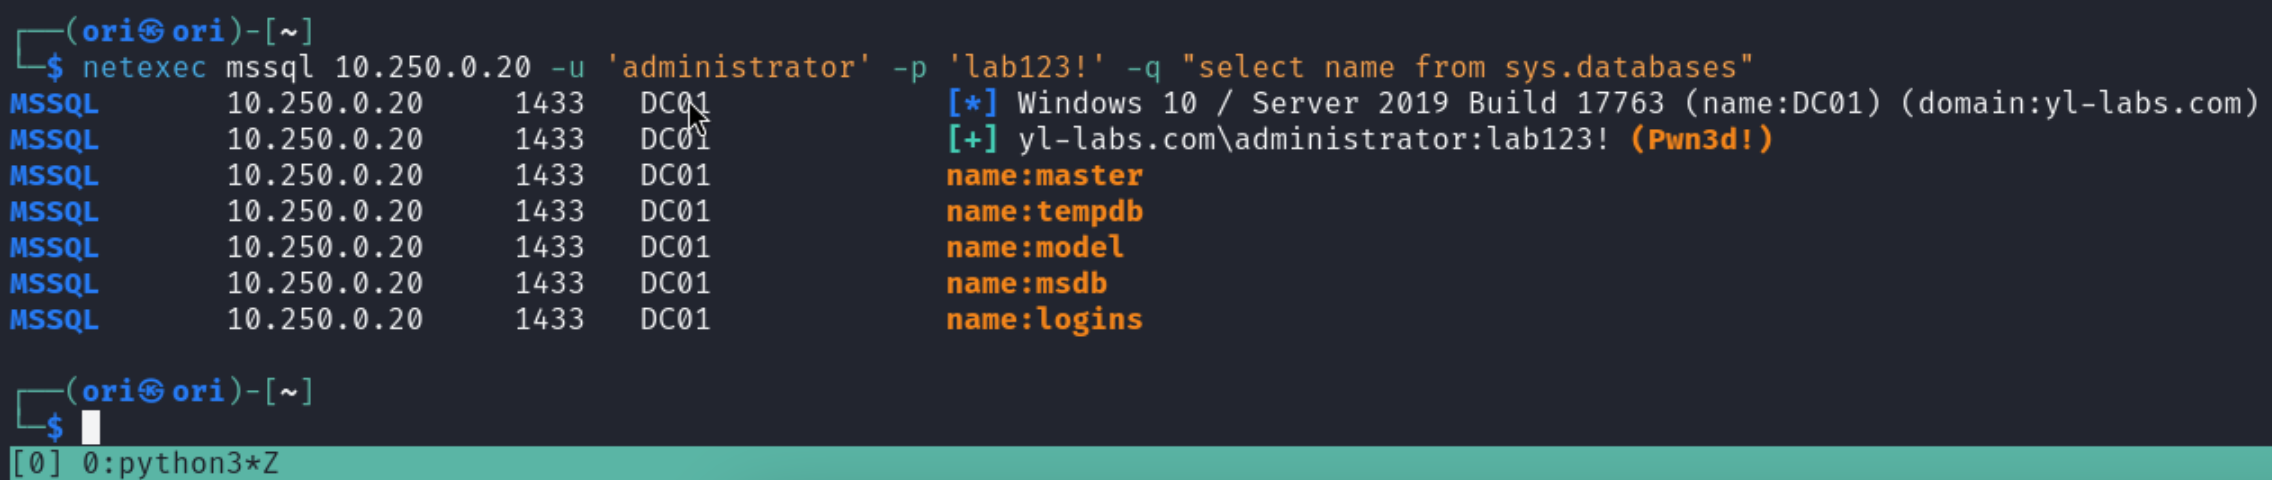 ┌──(ori㉿ori)-[~]
└─$ netexec mssql 10.250.0.20 -u 'administrator' -p 'lab123!' -q "select name from sys.databases"
MSSQL 10.250.0.20 1433 DC01 [*] Windows 10 / Server 2019 Build 17763 (name:DC01) (domain:yl-labs.com)
MSSQL 10.250.0.20 1433 DC01 [+] yl-labs.com\administrator:lab123! (Pwn3d!)
MSSQL 10.250.0.20 1433 DC01 name:master
MSSQL 10.250.0.20 1433 DC01 name:tempdb
MSSQL 10.250.0.20 1433 DC01 name:model
MSSQL 10.250.0.20 1433 DC01 name:msdb
MSSQL 10.250.0.20 1433 DC01 name:logins
┌──(ori㉿ori)-[~]
└─$
[0] 0:python3*Z